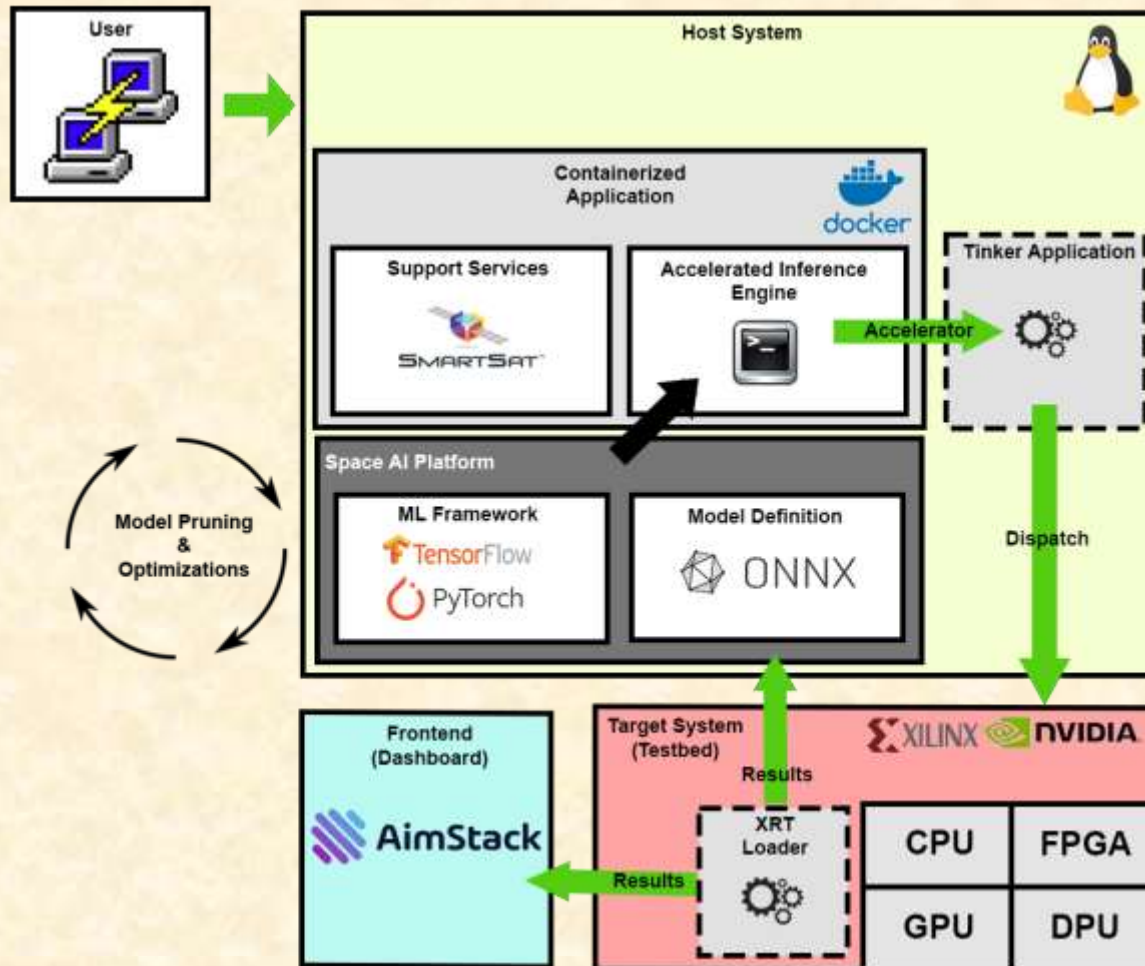 User
Host System
Containerized
Application
docker
Support Services
SMARTSAT
Accelerated Inference
Engine
>_
Accelerator
Tinker Application
Space AI Platform
ML Framework
TensorFlow
PyTorch
Model Definition
ONNX
Model Pruning
&
Optimizations
Dispatch
Frontend
(Dashboard)
AimStack
Target System
(Testbed)
XILINX
NVIDIA
Results
XRT
Loader
Results
CPU
FPGA
GPU
DPU